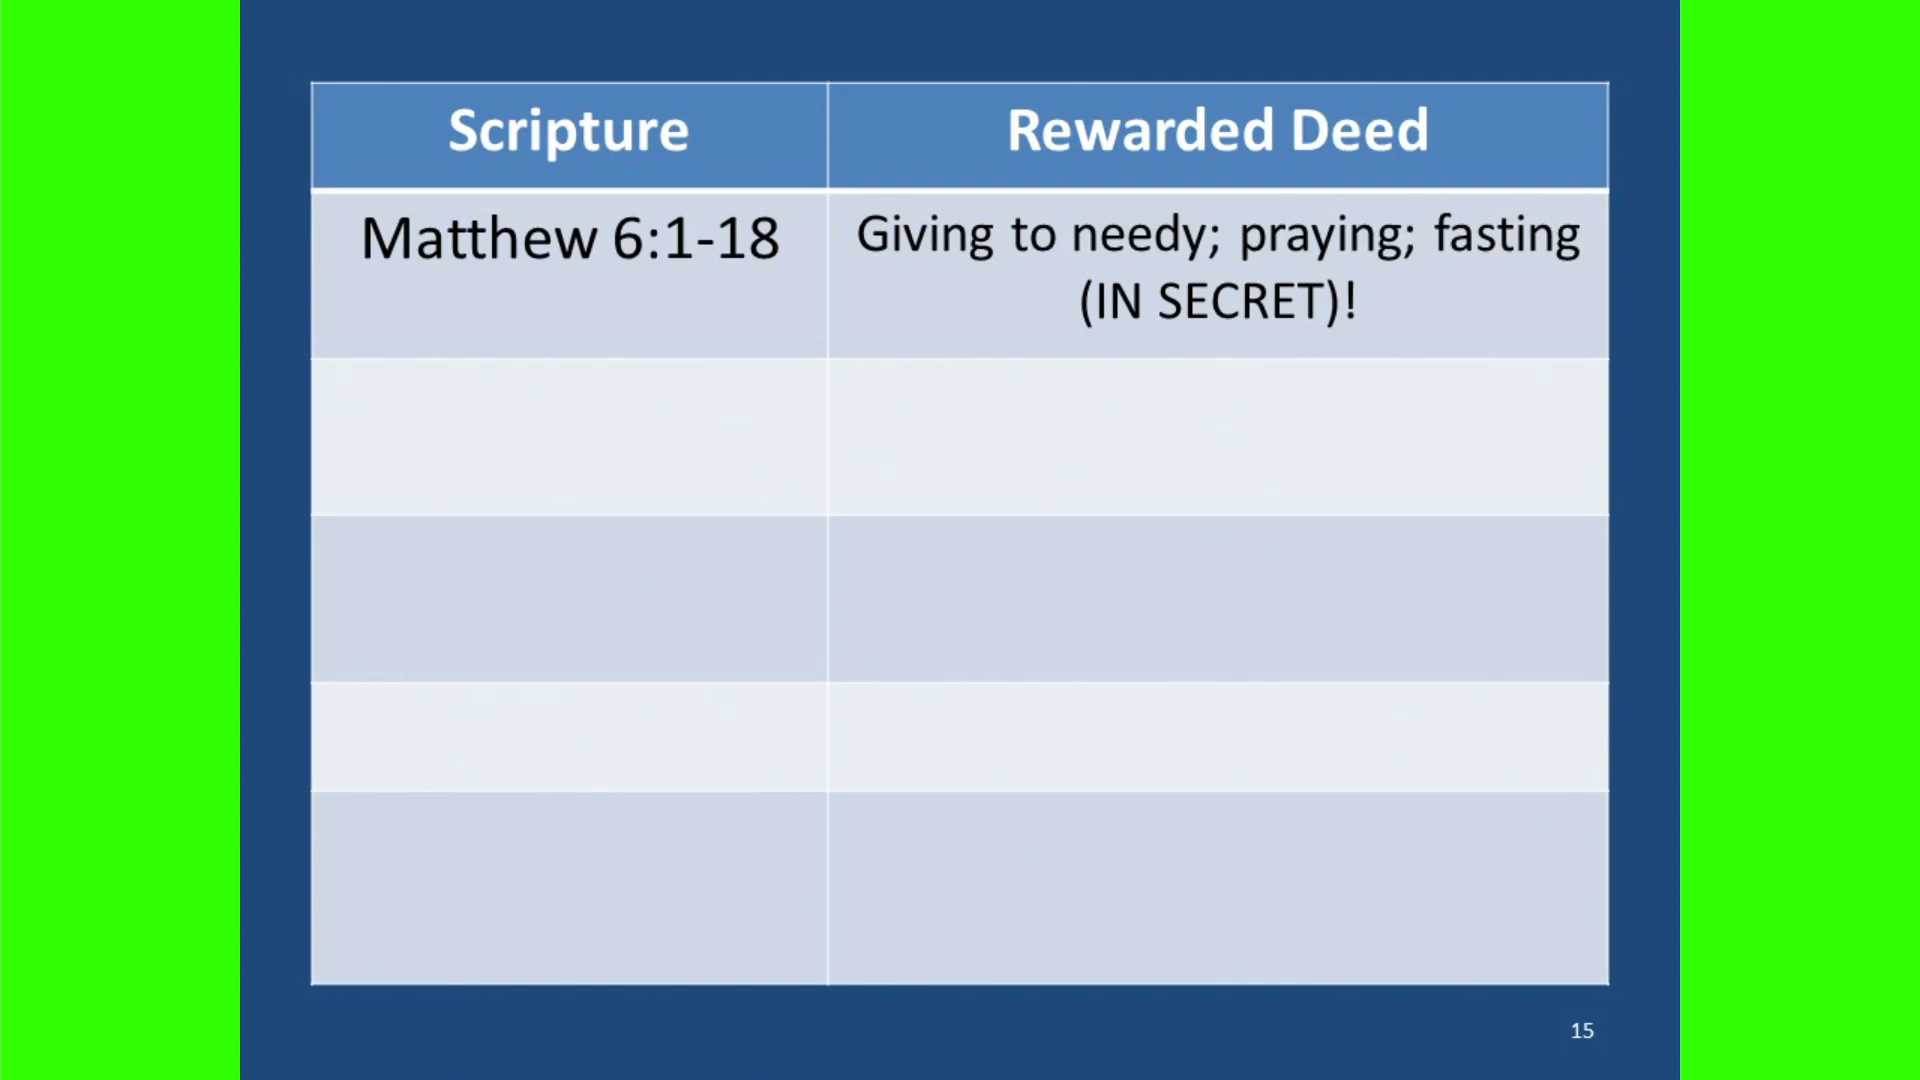 Scripture
Rewarded Deed
Matthew 6:1-18
Giving to needy; praying; fasting
(IN SECRET)!
15